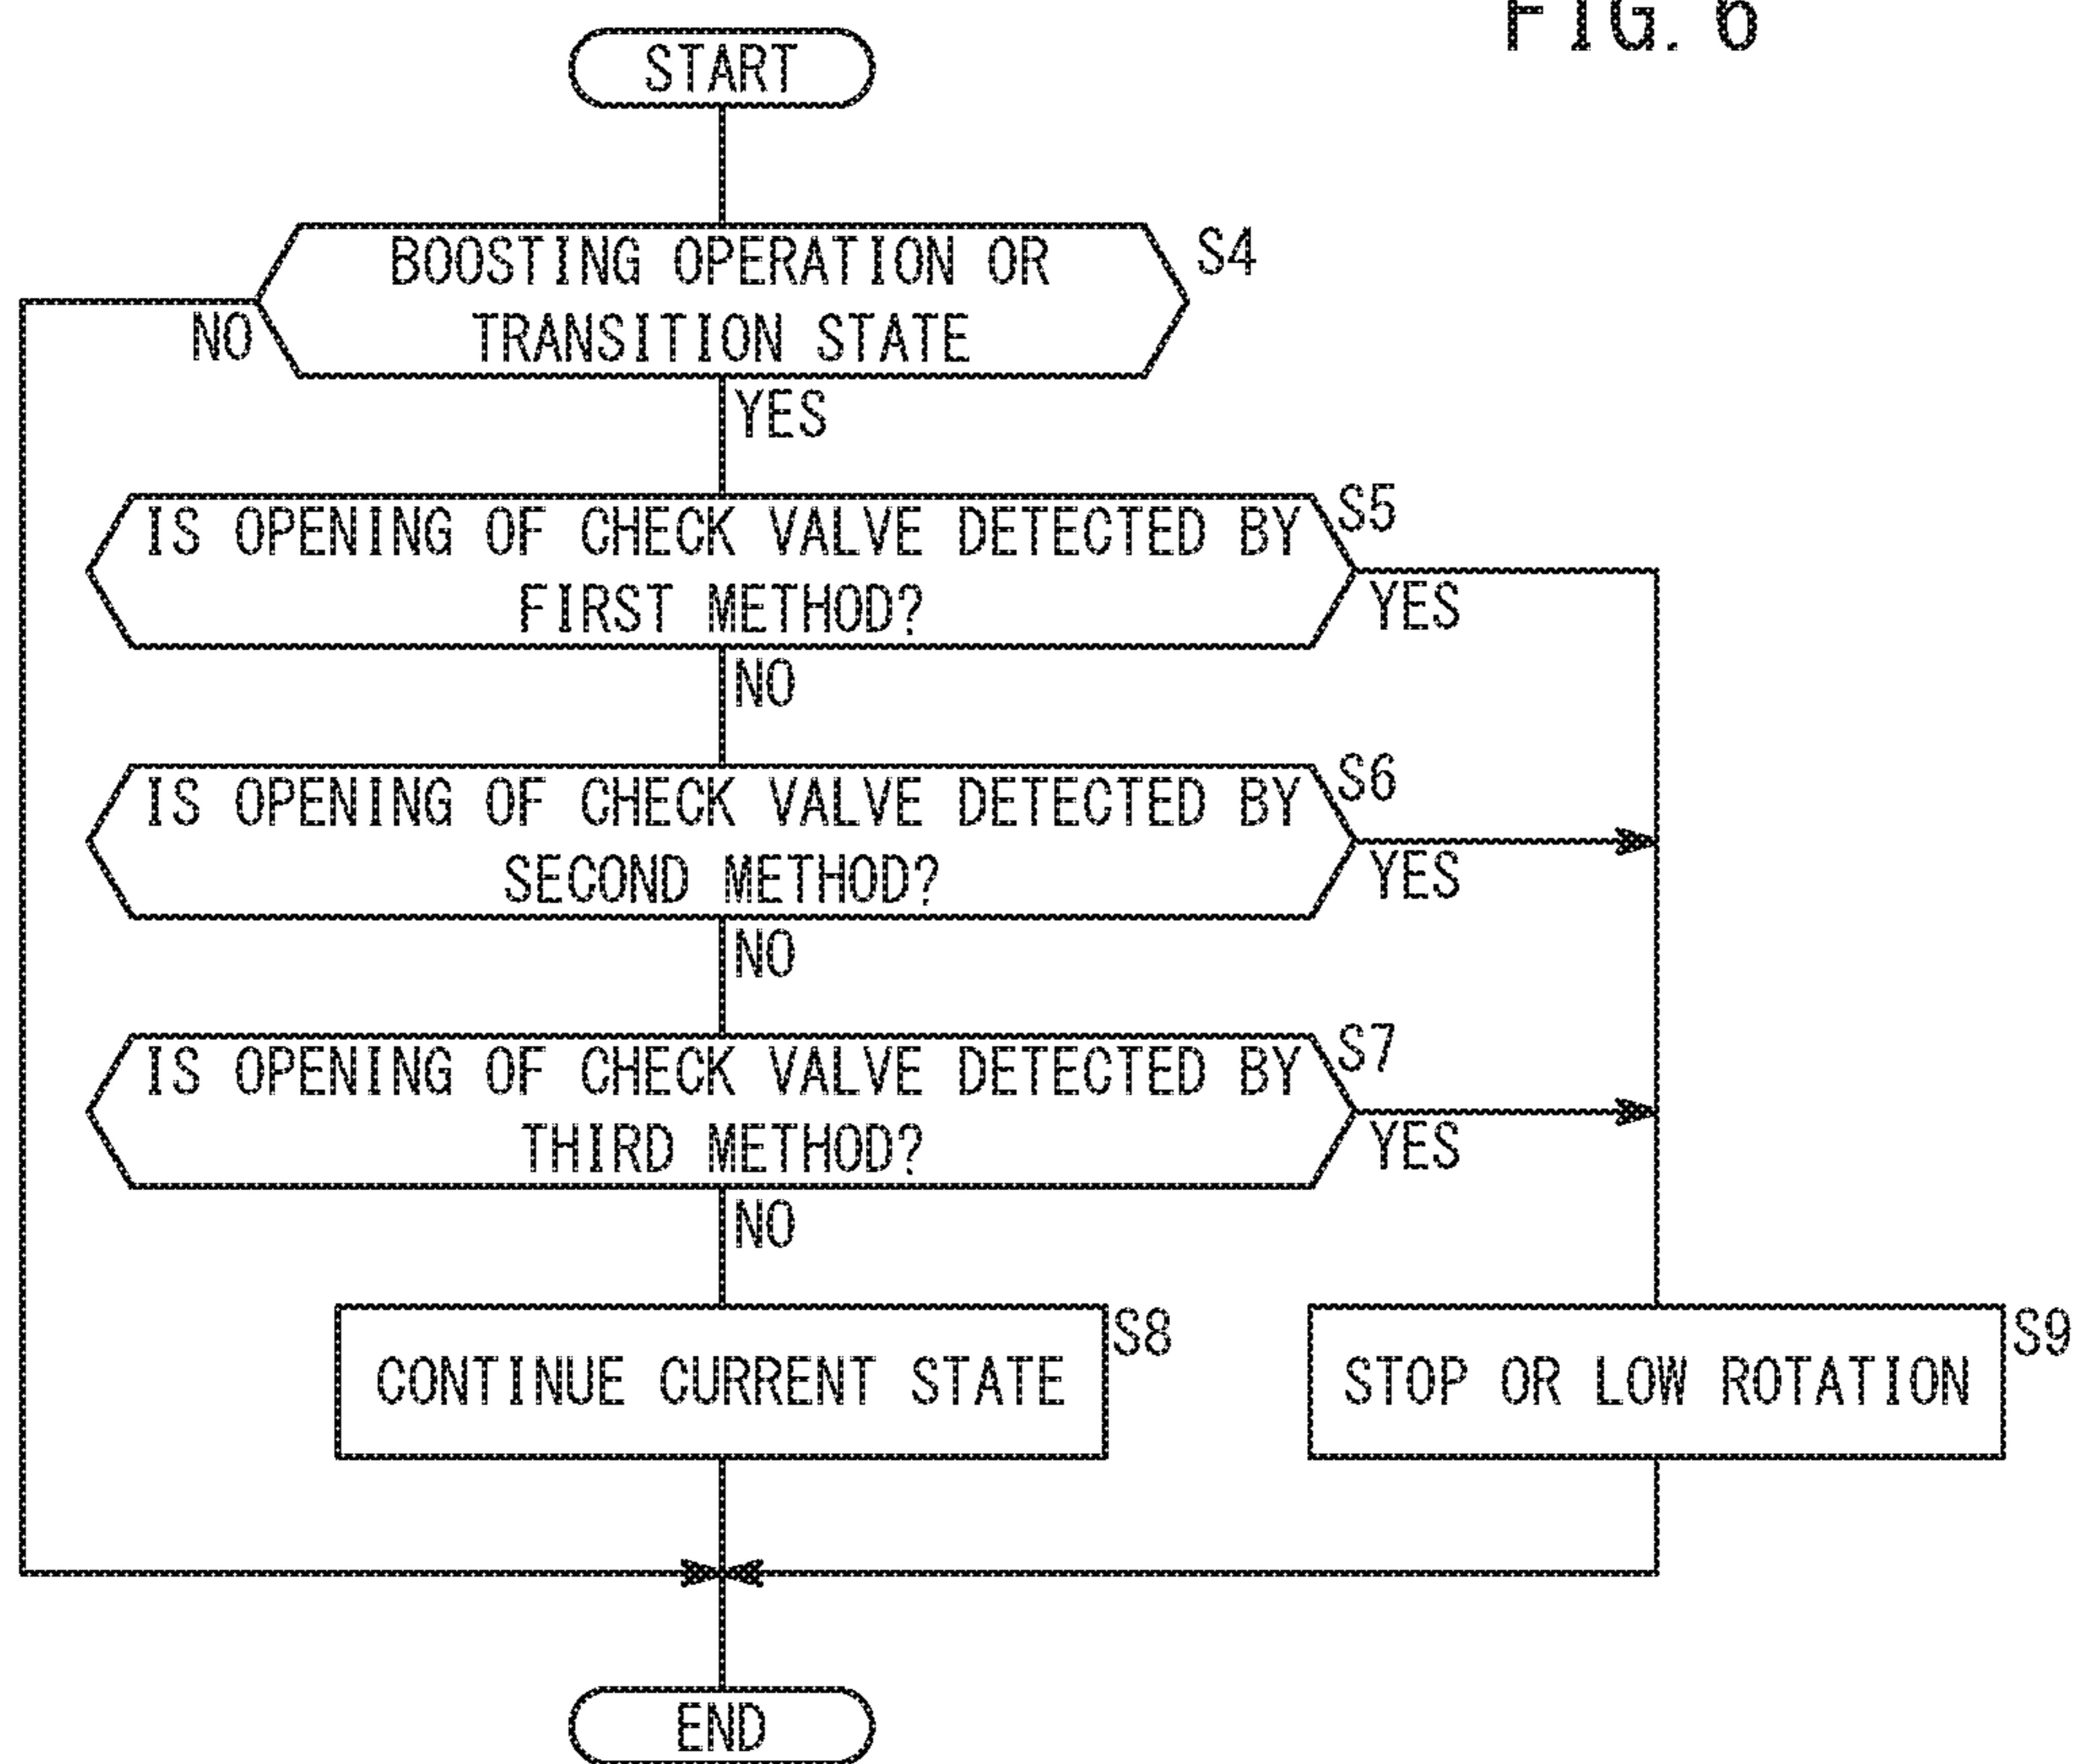 FIG. 6
START
BOOSTING OPERATION OR
TRANSITION STATE
S4
NO
YES
IS OPENING OF CHECK VALVE DETECTED BY
FIRST METHOD?
S5
YES
NO
IS OPENING OF CHECK VALVE DETECTED BY
SECOND METHOD?
S6
YES
NO
IS OPENING OF CHECK VALVE DETECTED BY
THIRD METHOD?
S7
YES
NO
CONTINUE CURRENT STATE
S8
STOP OR LOW ROTATION
S9
END